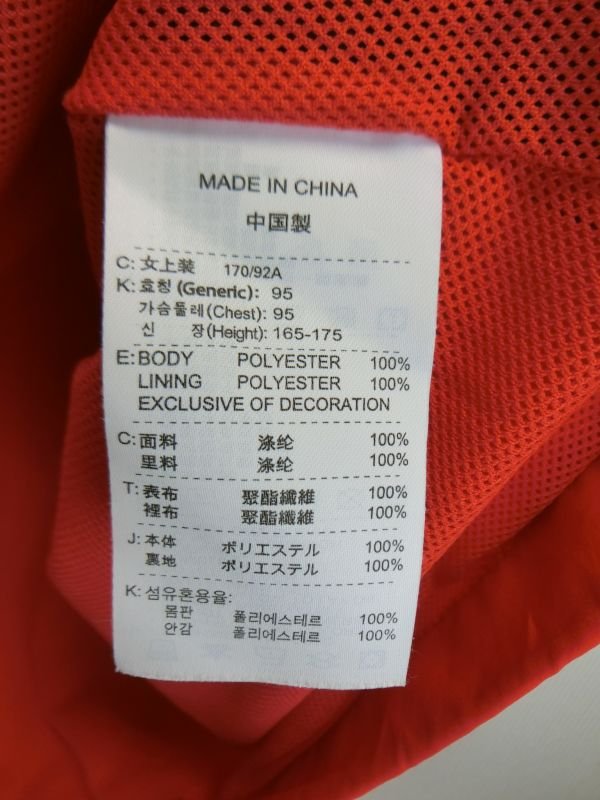 MADE IN CHINA
中国製
C: 女上装 170/92A
K: 호칭 (Generic): 95
가슴둘레(Chest): 95
신 장(Height): 165-175
E: BODY POLYESTER 100%
LINING POLYESTER 100%
EXCLUSIVE OF DECORATION
C: 面料 涤纶 100%
里料 涤纶 100%
T: 表布 聚酯纖維 100%
裡布 聚酯纖維 100%
J: 本体 ポリエステル 100%
裏地 ポリエステル 100%
K: 섬유혼용율:
몸판 폴리에스테르 100%
안감 폴리에스테르 100%